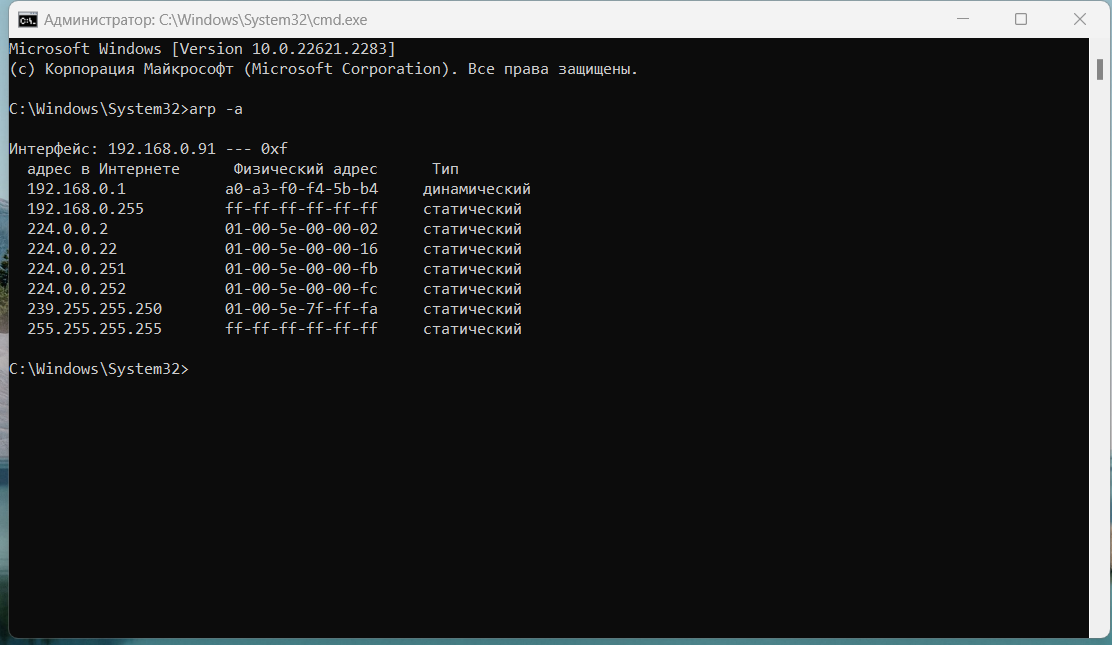 Администратор: C:\Windows\System32\cmd.exe
Microsoft Windows [Version 10.0.22621.2283]
(c) Корпорация Майкрософт (Microsoft Corporation). Все права защищены.
C:\Windows\System32>arp -a
Интерфейс: 192.168.0.91 --- 0xf
адрес в Интернете Физический адрес Тип
192.168.0.1 a0-a3-f0-f4-5b-b4 динамический
192.168.0.255 ff-ff-ff-ff-ff-ff статический
224.0.0.2 01-00-5e-00-00-02 статический
224.0.0.22 01-00-5e-00-00-16 статический
224.0.0.251 01-00-5e-00-00-fb статический
224.0.0.252 01-00-5e-00-00-fc статический
239.255.255.250 01-00-5e-7f-ff-fa статический
255.255.255.255 ff-ff-ff-ff-ff-ff статический
C:\Windows\System32>